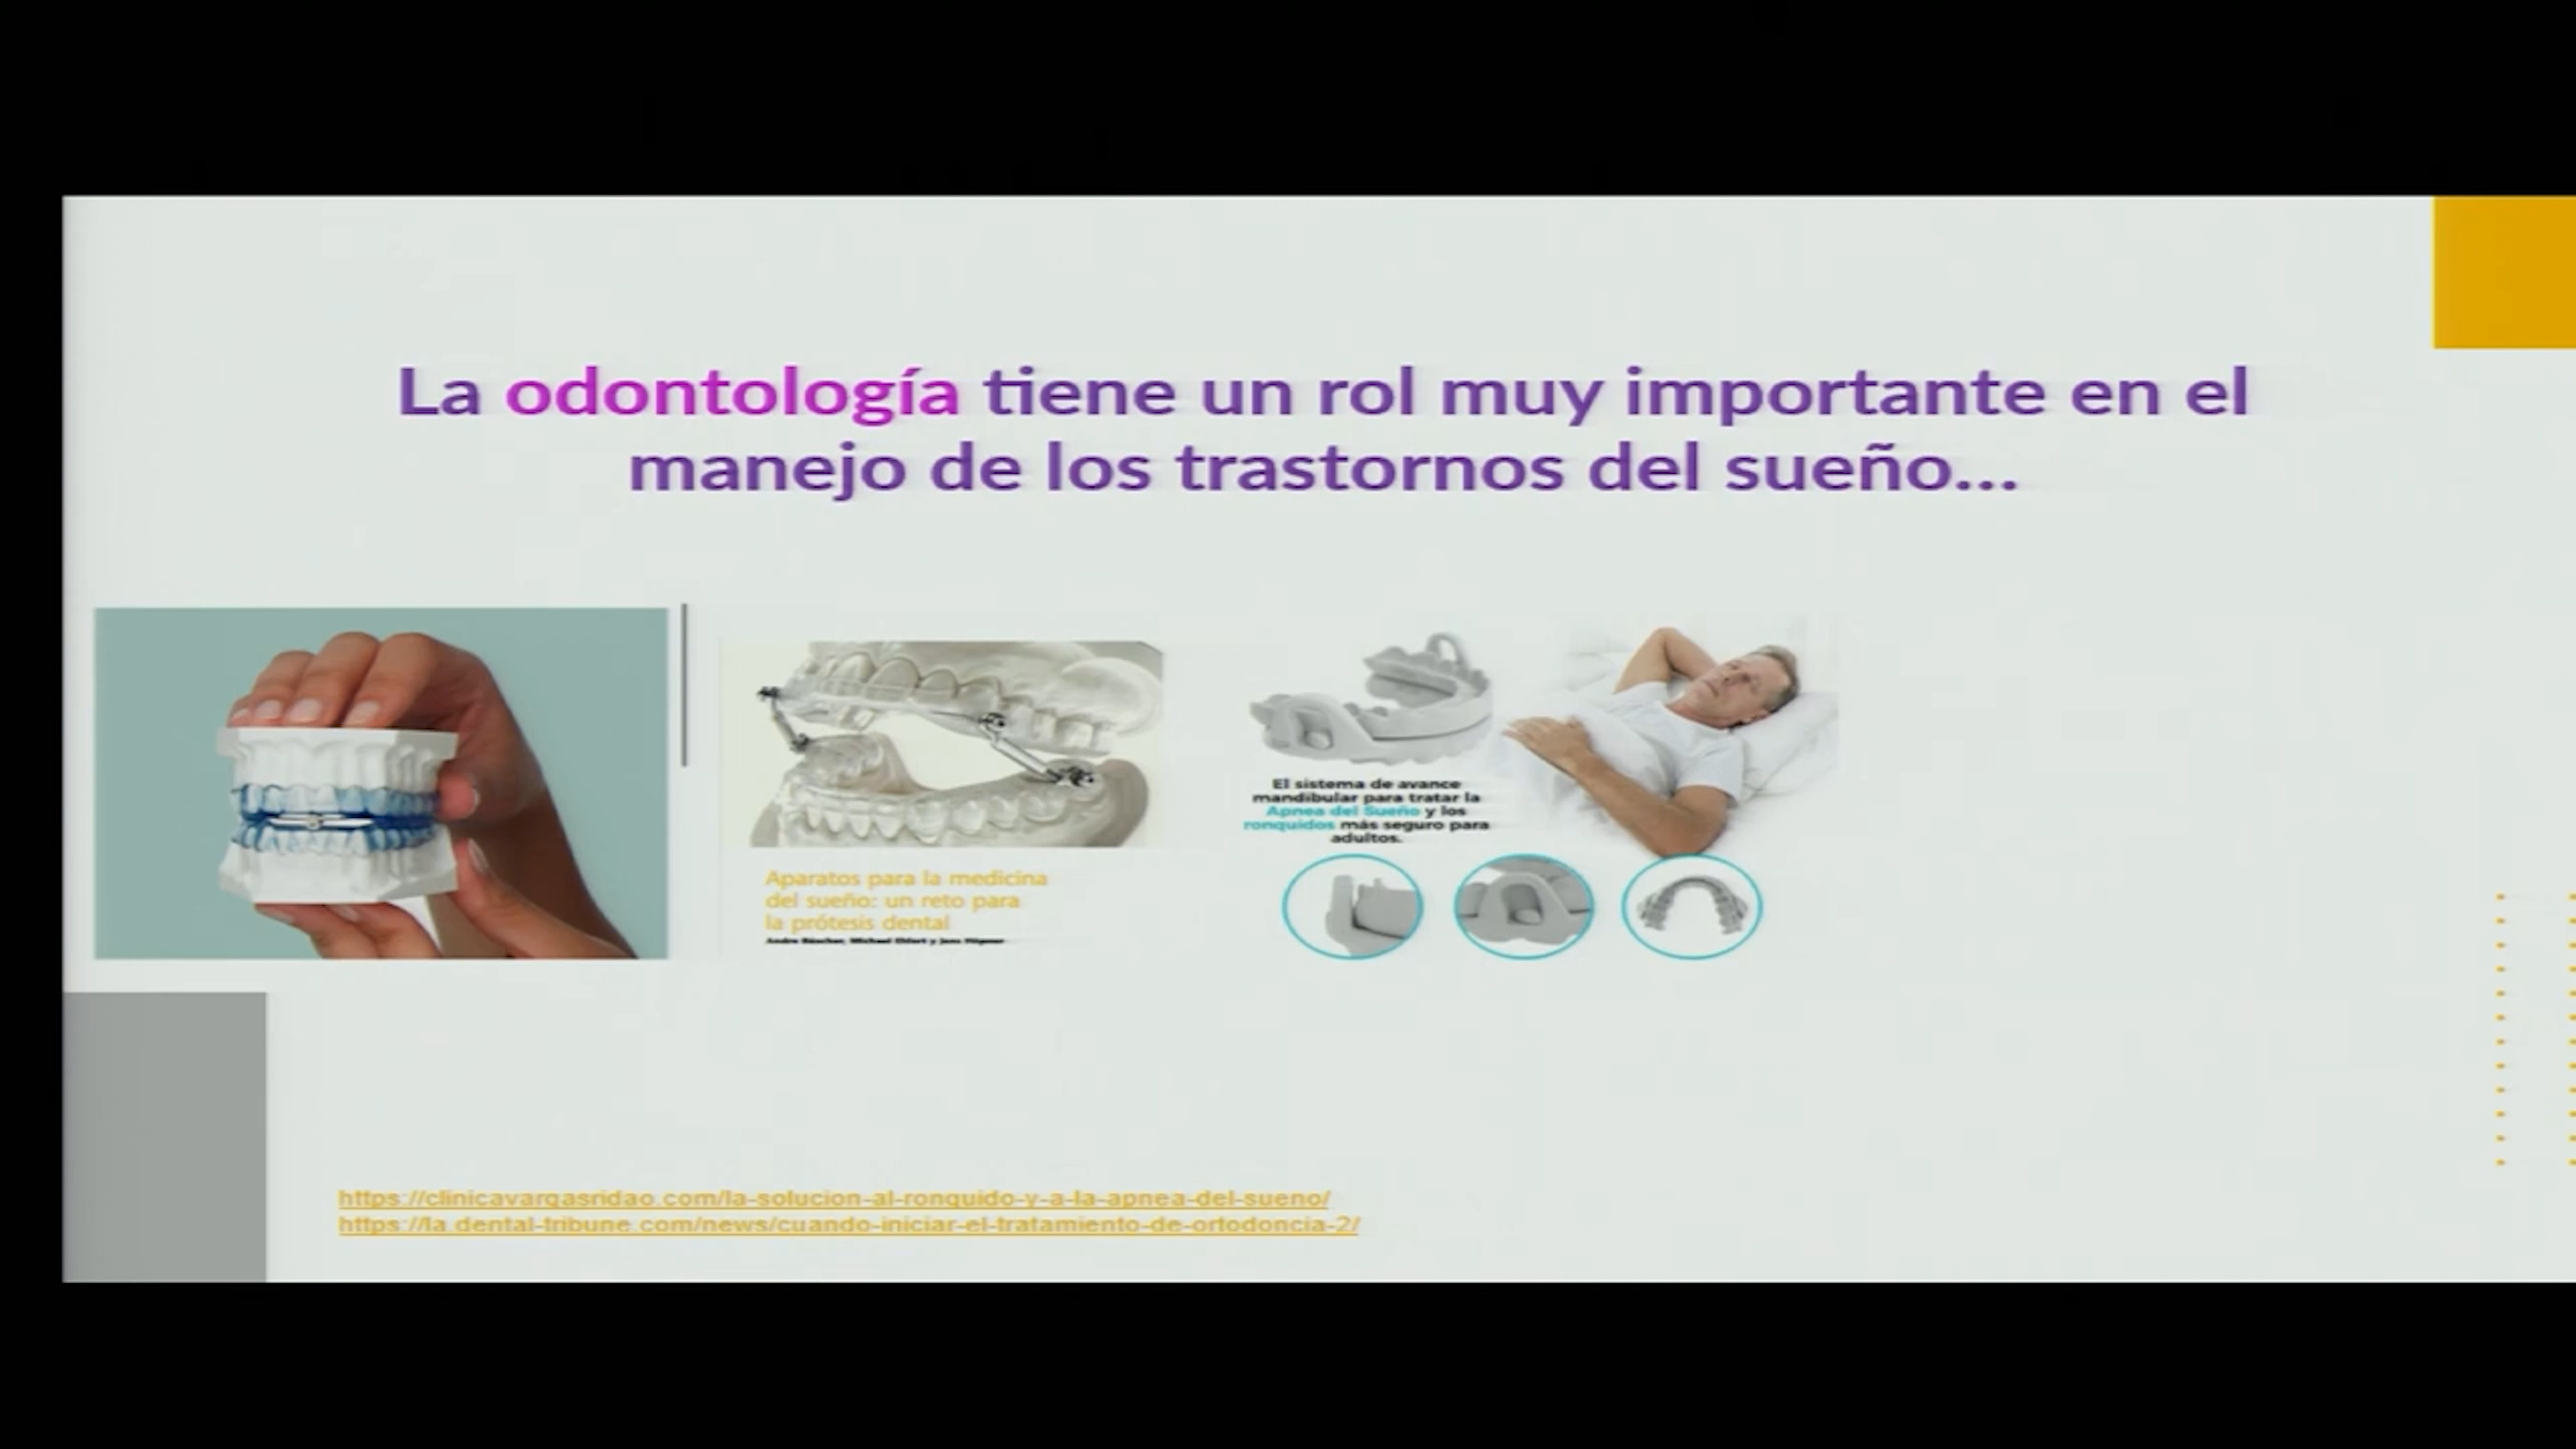 La odontología tiene un rol muy importante en el
manejo de los trastornos del sueño...
Aparatos para la medicina
del sueño: un reto para
la prótesis dental
El sistema de avance
mandibular para tratar la
Apnea del Sueño y los
ronquidos más seguro para
adultos.
https://clinicavargasridao.com/la-solucion-al-ronquido-y-a-la-apnea-del-sueno/
https://la.dental-tribune.com/news/cuando-iniciar-el-tratamiento-de-ortodoncia-2/